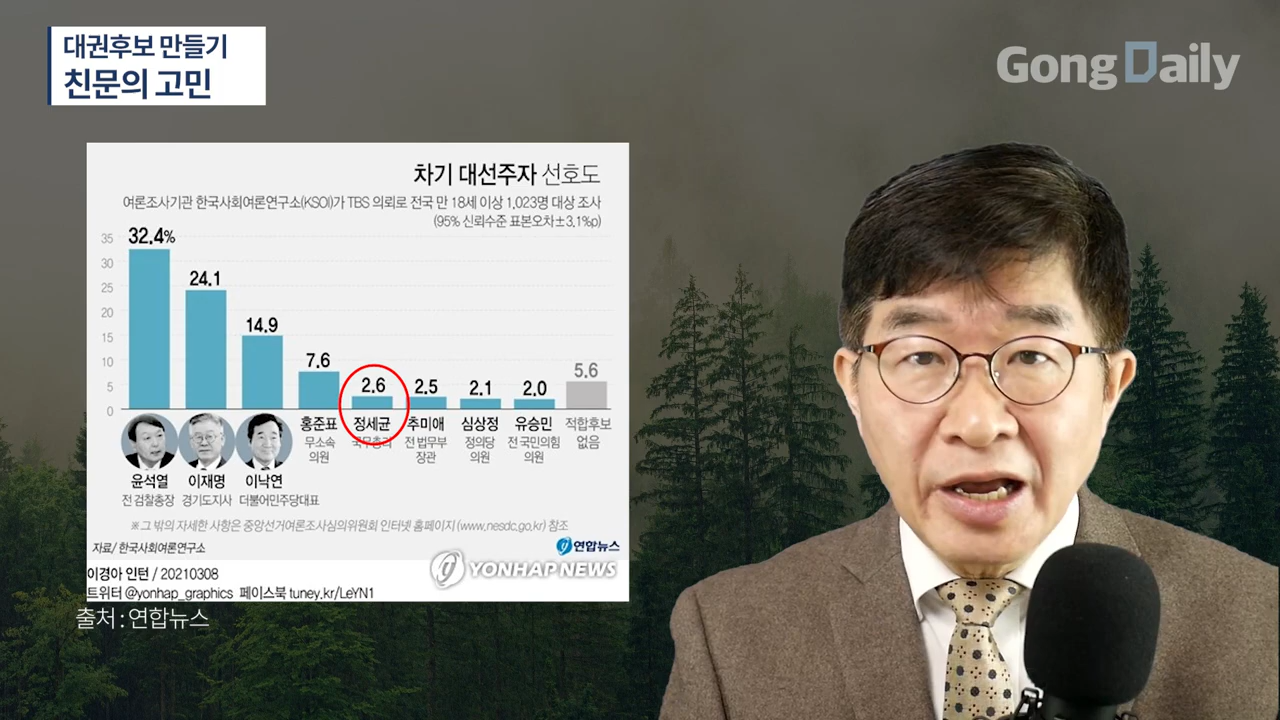 대권후보 만들기
친문의 고민
Gong Daily
차기 대선주자 선호도
여론조사기관 한국사회여론연구소(KSOI)가 TBS 의뢰로 전국 만 18세 이상 1,023명 대상 조사
(95% 신뢰수준 표본오차±3.1%p)
35
30
25
20
15
10
5
0
32.4%
24.1
14.9
7.6
2.6
2.5
2.1
2.0
5.6
윤석열
전 검찰총장
이재명
경기도지사
이낙연
더불어민주당대표
홍준표
무소속
의원
정세균
국무총리
추미애
전 법무부
장관
심상정
정의당
의원
유승민
전 국민의힘
의원
적합후보
없음
※그 밖의 자세한 사항은 중앙선거여론조사심의위원회 인터넷 홈페이지(www.nesdc.go.kr) 참조
자료/ 한국사회여론연구소
연합뉴스
YONHAP NEWS
이경아 인턴 / 20210308
트위터 @yonhap_graphics 페이스북 tuney.kr/LeYN1
출처 : 연합뉴스